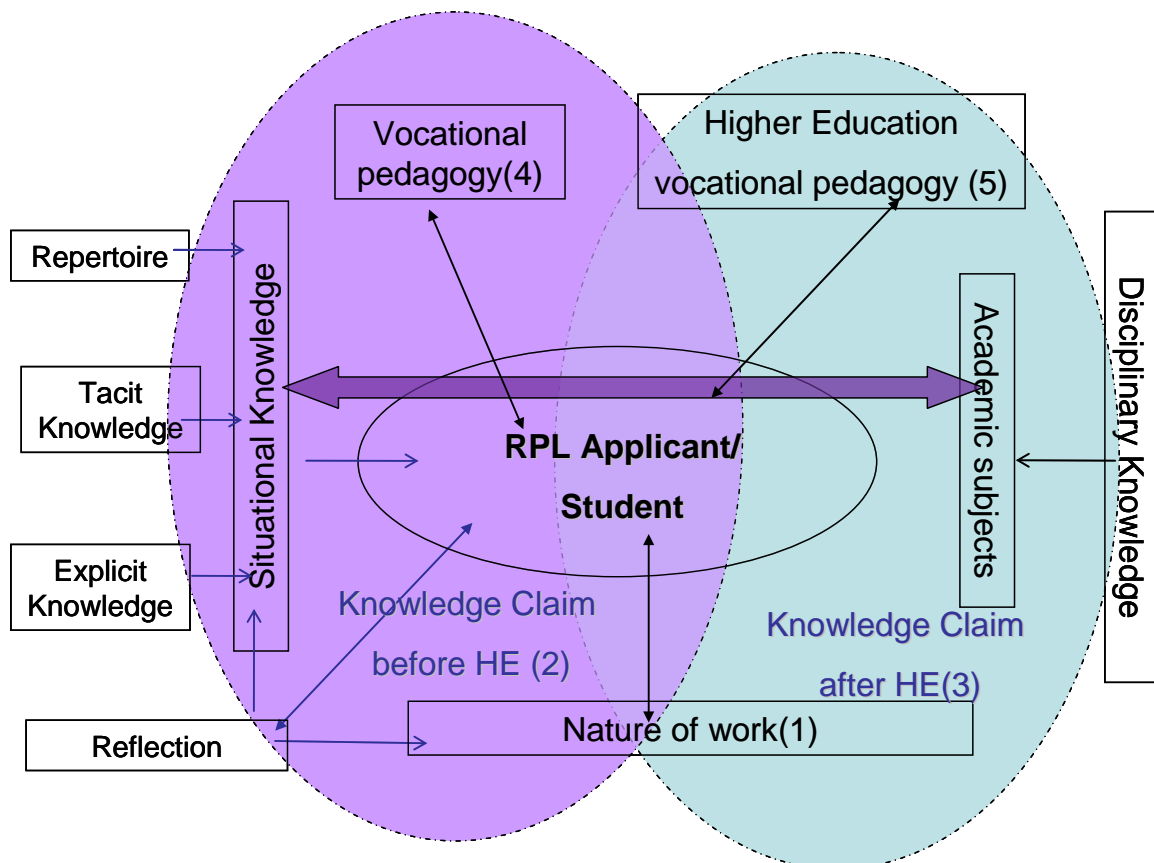 Vocational
pedagogy(4)
Higher Education
vocational pedagogy (5)
Repertoire
Tacit
Knowledge
Explicit
Knowledge
Reflection
Situational Knowledge
RPL Applicant/
Student
Academic subjects
Disciplinary Knowledge
Knowledge Claim
before HE (2)
Knowledge Claim
after HE(3)
Nature of work(1)